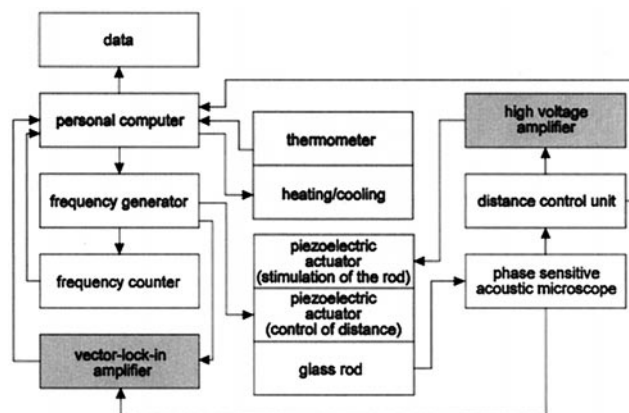 data
personal computer
frequency generator
frequency counter
vector-lock-in
amplifier
thermometer
heating/cooling
piezoelectric
actuator
(stimulation of the rod)
piezoelectric
actuator
(control of distance)
glass rod
high voltage
amplifier
distance control unit
phase sensitive
acoustic microscope